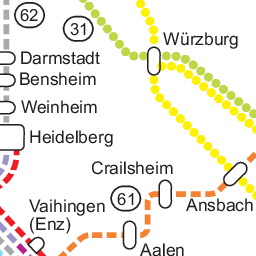 62
31
Würzburg
Darmstadt
Bensheim
Weinheim
Heidelberg
Crailsheim
61
Vaihingen
(Enz)
Ansbach
Aalen